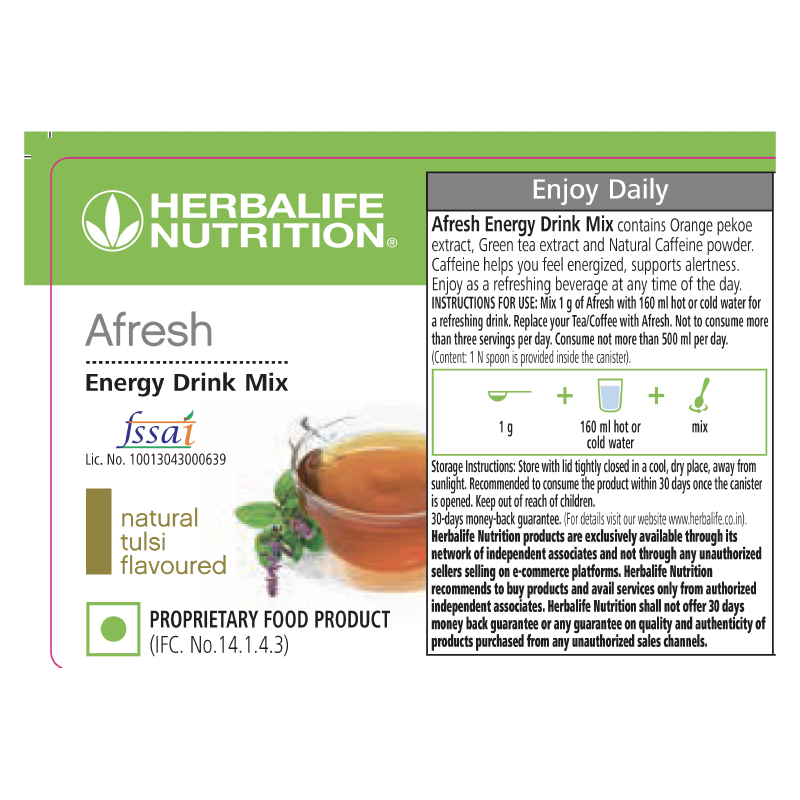 HERBALIFE
NUTRITION®
Afresh
Energy Drink Mix
fssai
Lic. No. 10013043000639
natural
tulsi
flavoured
PROPRIETARY FOOD PRODUCT
(IFC. No.14.1.4.3)
Enjoy Daily
Afresh Energy Drink Mix contains Orange pekoe
extract, Green tea extract and Natural Caffeine powder.
Caffeine helps you feel energized, supports alertness.
Enjoy as a refreshing beverage at any time of the day.
INSTRUCTIONS FOR USE: Mix 1 g of Afresh with 160 ml hot or cold water for
a refreshing drink. Replace your Tea/Coffee with Afresh. Not to consume more
than three servings per day. Consume not more than 500 ml per day.
(Content: 1 N spoon is provided inside the canister).
+ +
1 g 160 ml hot or mix
cold water
Storage Instructions: Store with lid tightly closed in a cool, dry place, away from
sunlight. Recommended to consume the product within 30 days once the canister
is opened. Keep out of reach of children.
30-days money-back guarantee. (For details visit our website www.herbalife.co.in).
Herbalife Nutrition products are exclusively available through its
network of independent associates and not through any unauthorized
sellers selling on e-commerce platforms. Herbalife Nutrition
recommends to buy products and avail services only from authorized
independent associates. Herbalife Nutrition shall not offer 30 days
money back guarantee or any guarantee on quality and authenticity of
products purchased from any unauthorized sales channels.